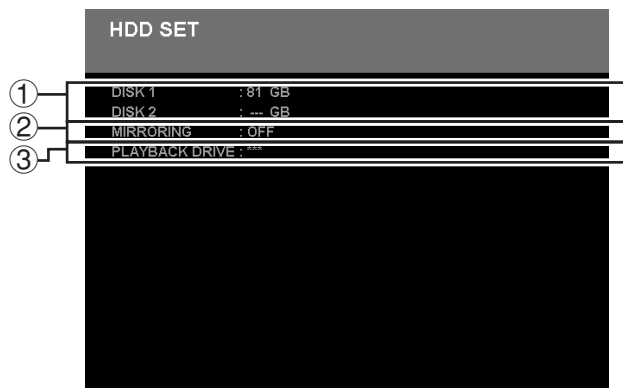 HDD SET
① DISK 1 : 81 GB
DISK 2 : --- GB
② MIRRORING : OFF
③ PLAYBACK DRIVE : ***